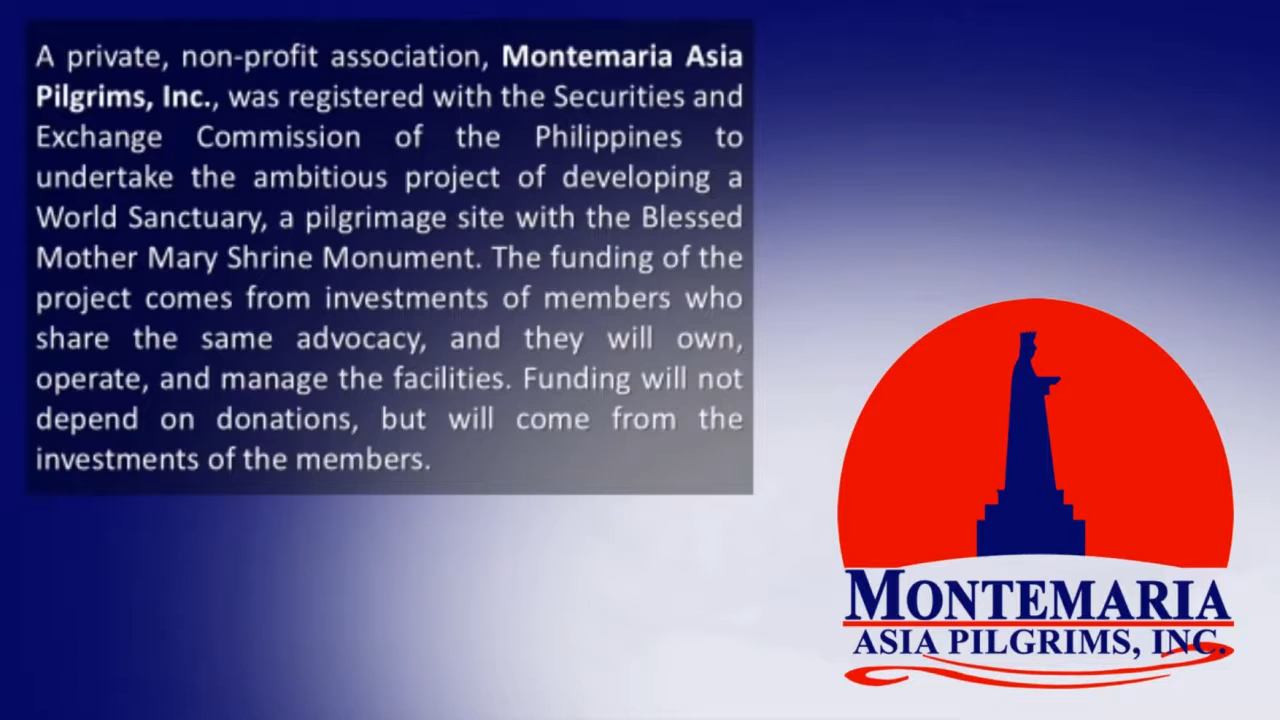 A private, non-profit association, Montemaria Asia
Pilgrims, Inc., was registered with the Securities and
Exchange Commission of the Philippines to
undertake the ambitious project of developing a
World Sanctuary, a pilgrimage site with the Blessed
Mother Mary Shrine Monument. The funding of the
project comes from investments of members who
share the same advocacy, and they will own,
operate, and manage the facilities. Funding will not
depend on donations, but will come from the
investments of the members.
MONTEMARIA
ASIA PILGRIMS, INC.